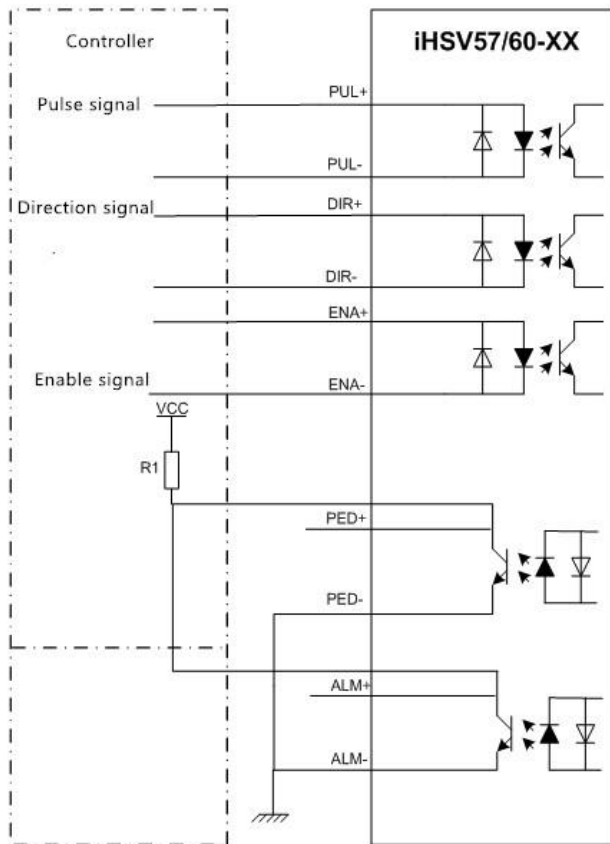 Controller
iHSV57/60-XX
PUL+
Pulse signal
PUL-
DIR+
Direction signal
DIR-
ENA+
Enable signal
ENA-
VCC
R1
PED+
PED-
ALM+
ALM-